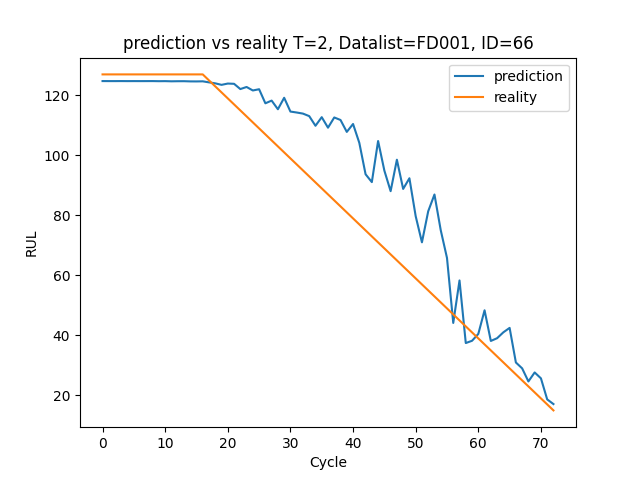 prediction vs reality T=2, Datalist=FD001, ID=66
prediction
reality
120
100
80
60
40
20
RUL
0 10 20 30 40 50 60 70
Cycle